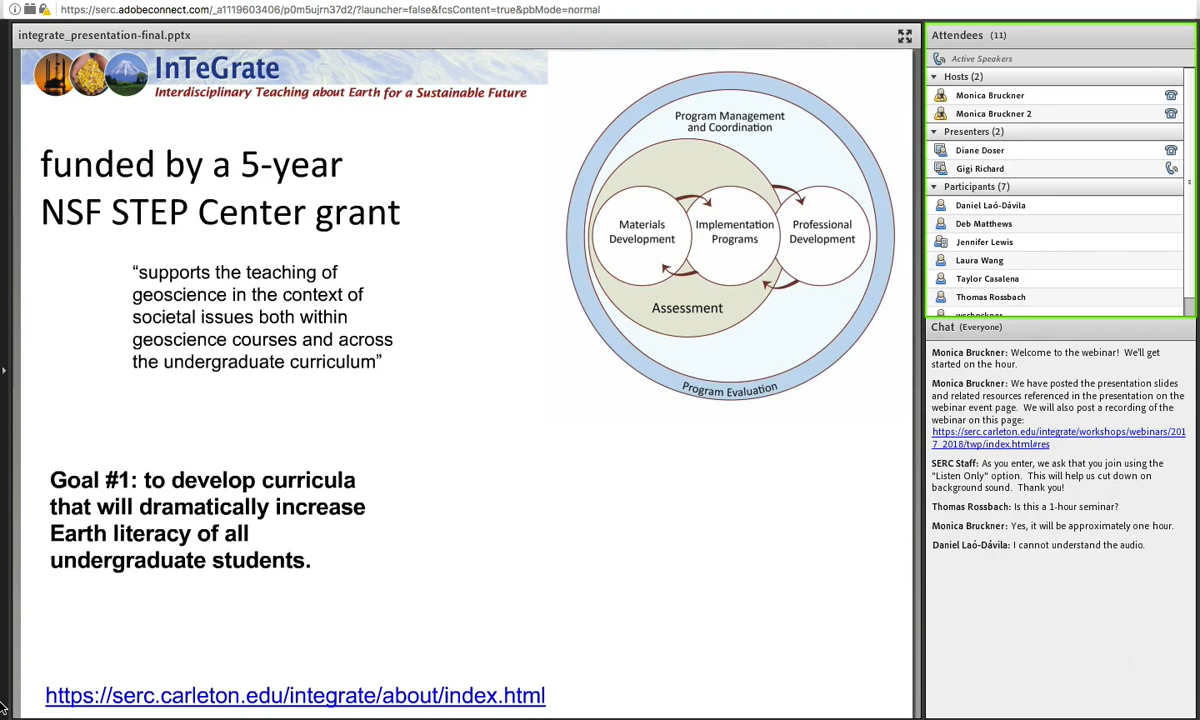 https://serc.adobeconnect.com/_a1119603406/p0m5ujrn37d2/?launcher=false&fcsContent=true&pbMode=normal
integrate_presentation-final.pptx
InTeGrate
Interdisciplinary Teaching about Earth for a Sustainable Future
funded by a 5-year
NSF STEP Center grant
“supports the teaching of
geoscience in the context of
societal issues both within
geoscience courses and across
the undergraduate curriculum”
Program Management
and Coordination
Materials
Development
Implementation
Programs
Professional
Development
Assessment
Program Evaluation
Goal #1: to develop curricula
that will dramatically increase
Earth literacy of all
undergraduate students.
https://serc.carleton.edu/integrate/about/index.html
Attendees (11)
Active Speakers
Hosts (2)
Monica Bruckner
Monica Bruckner 2
Presenters (2)
Diane Doser
Gigi Richard
Participants (7)
Daniel Laó-Dávila
Deb Matthews
Jennifer Lewis
Laura Wang
Taylor Casalena
Thomas Rossbach
Chat (Everyone)
Monica Bruckner: Welcome to the webinar! We'll get
started on the hour.
Monica Bruckner: We have posted the presentation slides
and related resources referenced in the presentation on the
webinar event page. We will also post a recording of the
webinar on this page:
https://serc.carleton.edu/integrate/workshops/webinars/201
7_2018/twp/index.html#res
SERC Staff: As you enter, we ask that you join using the
"Listen Only" option. This will help us cut down on
background sound. Thank you!
Thomas Rossbach: Is this a 1-hour seminar?
Monica Bruckner: Yes, it will be approximately one hour.
Daniel Laó-Dávila: I cannot understand the audio.